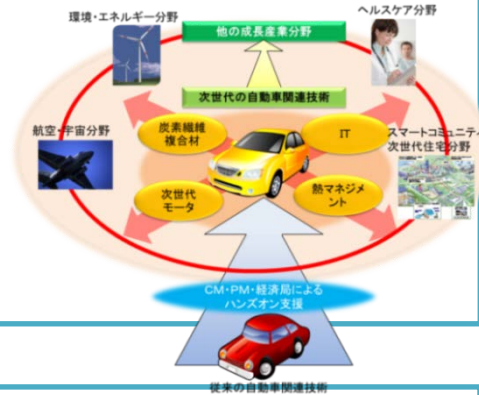 環境・エネルギー分野
ヘルスケア分野
他の成長産業分野
次世代の自動車関連技術
航空・宇宙分野
炭素繊維
複合材
IT
スマートコミュニティ
次世代住宅分野
次世代
モータ
熱マネジメ
ント
CM・PM・経済局による
ハンズオン支援
従来の自動車関連技術